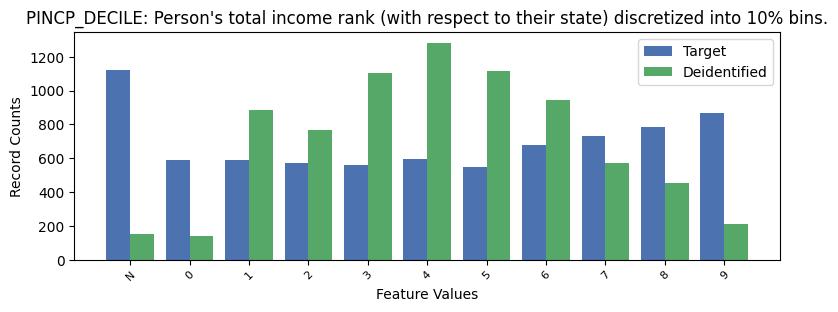 PINCP_DECILE: Person's total income rank (with respect to their state) discretized into 10% bins.
Target
Deidentified
Record Counts
1200
1000
800
600
400
200
0
N 0 1 2 3 4 5 6 7 8 9
Feature Values